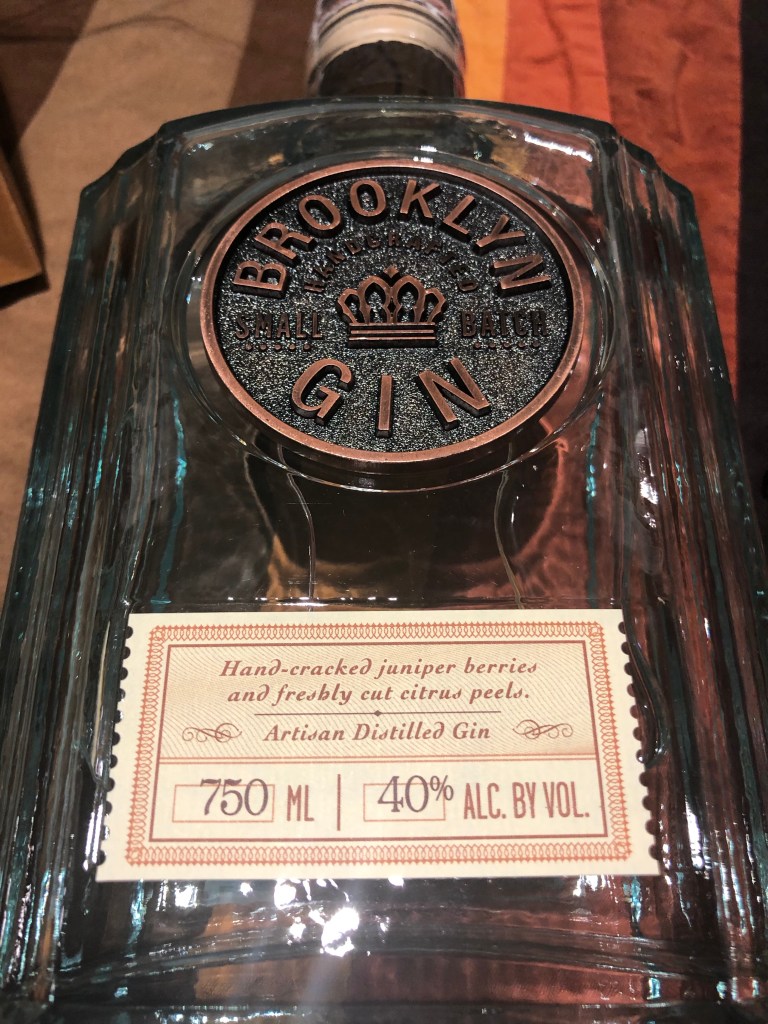 BROOKLYN
HANDCRAFTED
SMALL BATCH
GIN
Hand-cracked juniper berries
and freshly cut citrus peels.
Artisan Distilled Gin
750 ML | 40% ALC. BY VOL.